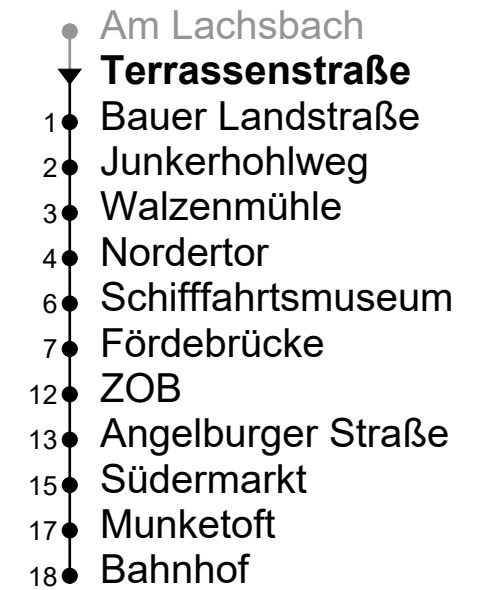 Am Lachsbach
Terrassenstraße
1 Bauer Landstraße
2 Junkerhohlweg
3 Walzenmühle
4 Nordertor
6 Schifffahrtsmuseum
7 Fördebrücke
12 ZOB
13 Angelburger Straße
15 Südermarkt
17 Munketoft
18 Bahnhof